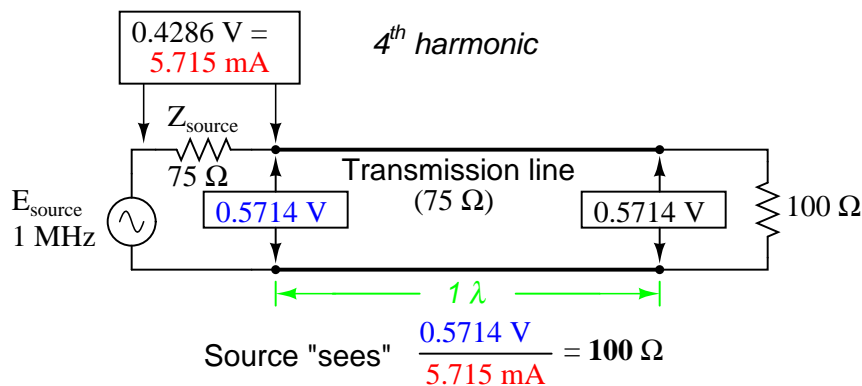 0.4286 V =
5.715 mA
4th harmonic
Zsource
75 Ω
Transmission line
(75 Ω)
Esource
1 MHz
0.5714 V
0.5714 V
100 Ω
1 λ
Source "sees" 0.5714 V / 5.715 mA = 100 Ω